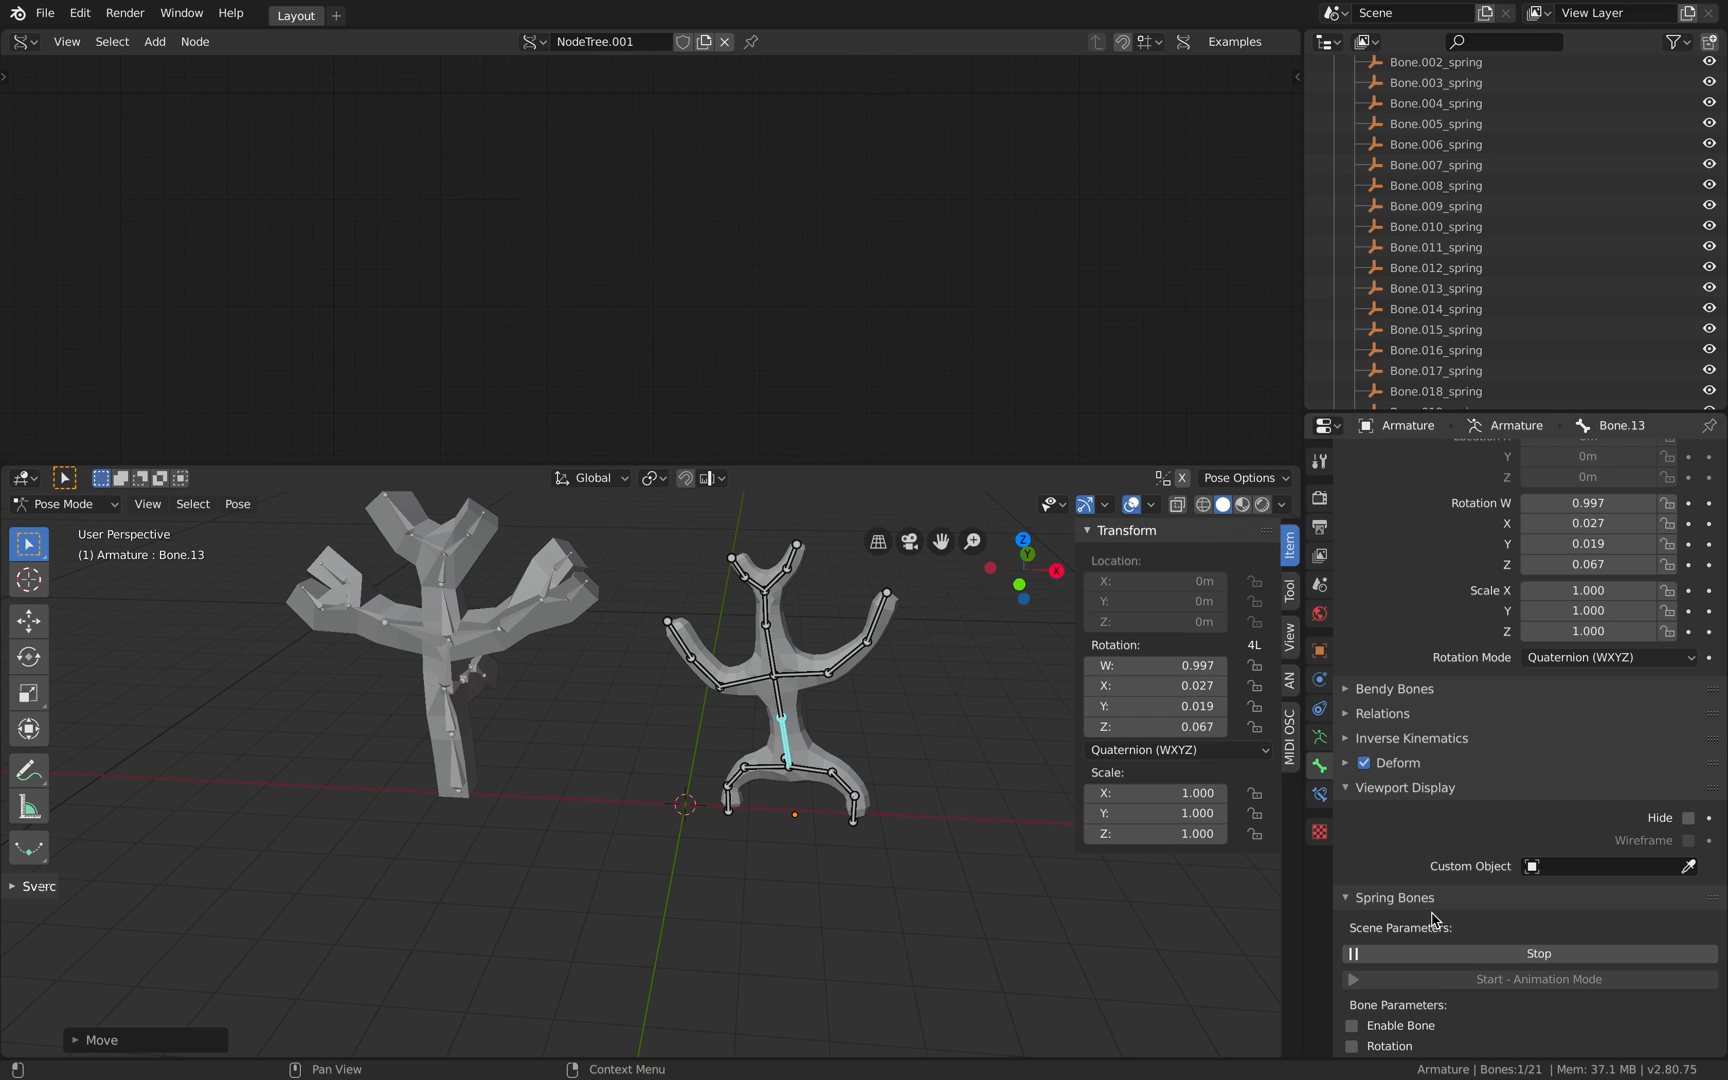 File Edit Render Window Help Layout + Scene View Layer
View Select Add Node NodeTree.001 Examples
Bone.002_spring
Bone.003_spring
Bone.004_spring
Bone.005_spring
Bone.006_spring
Bone.007_spring
Bone.008_spring
Bone.009_spring
Bone.010_spring
Bone.011_spring
Bone.012_spring
Bone.013_spring
Bone.014_spring
Bone.015_spring
Bone.016_spring
Bone.017_spring
Bone.018_spring
Armature Armature Bone.13
Global X Pose Options
Pose Mode View Select Pose
User Perspective
(1) Armature : Bone.13
Z
Y
X
Transform
Location:
X: 0m
Y: 0m
Z: 0m
Rotation: 4L
W: 0.997
X: 0.027
Y: 0.019
Z: 0.067
Quaternion (WXYZ)
Scale:
X: 1.000
Y: 1.000
Z: 1.000
Item
Tool
View
AN
MIDI OSC
Sverc
Move
Y 0m
Z 0m
Rotation W 0.997
X 0.027
Y 0.019
Z 0.067
Scale X 1.000
Y 1.000
Z 1.000
Rotation Mode Quaternion (WXYZ)
Bendy Bones
Relations
Inverse Kinematics
Deform
Viewport Display
Hide
Wireframe
Custom Object
Spring Bones
Scene Parameters:
Stop
Start - Animation Mode
Bone Parameters:
Enable Bone
Rotation
Pan View Context Menu Armature | Bones:1/21 | Mem: 37.1 MB | v2.80.75